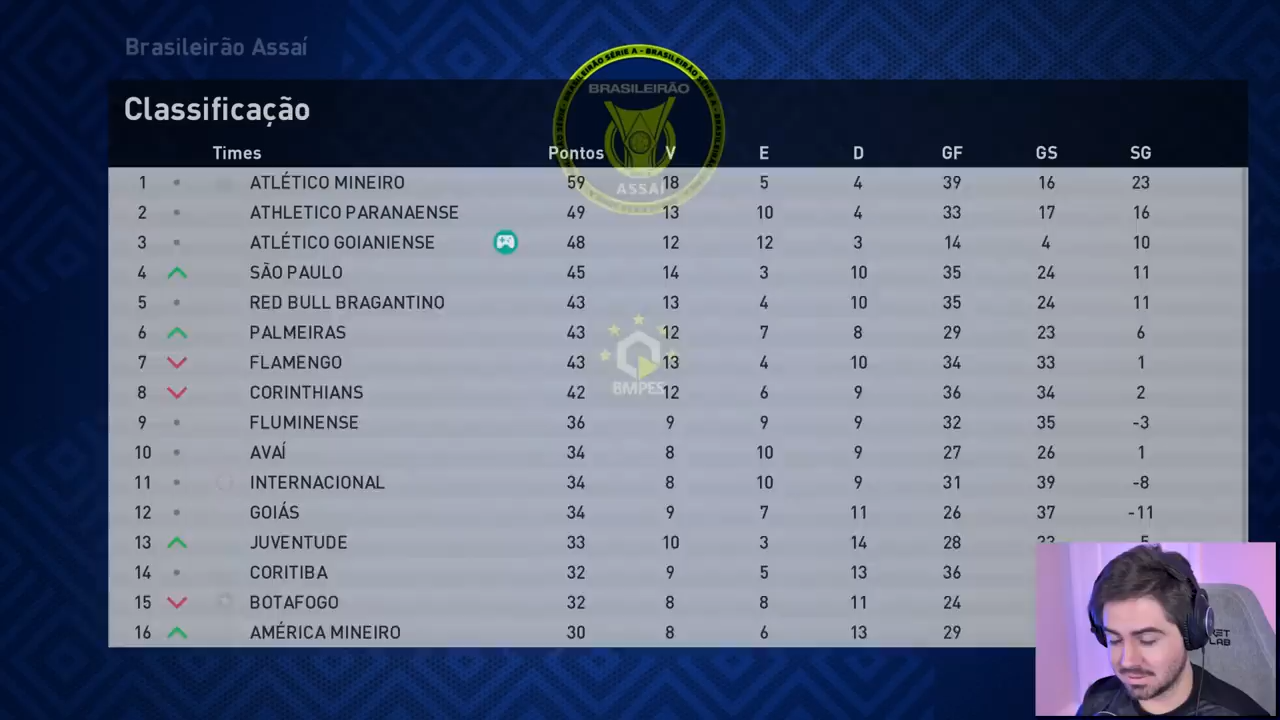 Brasileirão Assaí
BRASILEIRÃO SÉRIE A - BRASILEIRÃO SÉRIE A
BRASILEIRÃO
ASSAÍ
Classificação
Times Pontos V E D GF GS SG
1 ATLÉTICO MINEIRO 59 18 5 4 39 16 23
2 ATHLETICO PARANAENSE 49 13 10 4 33 17 16
3 ATLÉTICO GOIANIENSE 48 12 12 3 14 4 10
4 SÃO PAULO 45 14 3 10 35 24 11
5 RED BULL BRAGANTINO 43 13 4 10 35 24 11
6 PALMEIRAS 43 12 7 8 29 23 6
7 FLAMENGO 43 13 4 10 34 33 1
8 CORINTHIANS 42 12 6 9 36 34 2
BMPES
9 FLUMINENSE 36 9 9 9 32 35 -3
10 AVAÍ 34 8 10 9 27 26 1
11 INTERNACIONAL 34 8 10 9 31 39 -8
12 GOIÁS 34 9 7 11 26 37 -11
13 JUVENTUDE 33 10 3 14 28
14 CORITIBA 32 9 5 13 36
15 BOTAFOGO 32 8 8 11 24
16 AMÉRICA MINEIRO 30 8 6 13 29